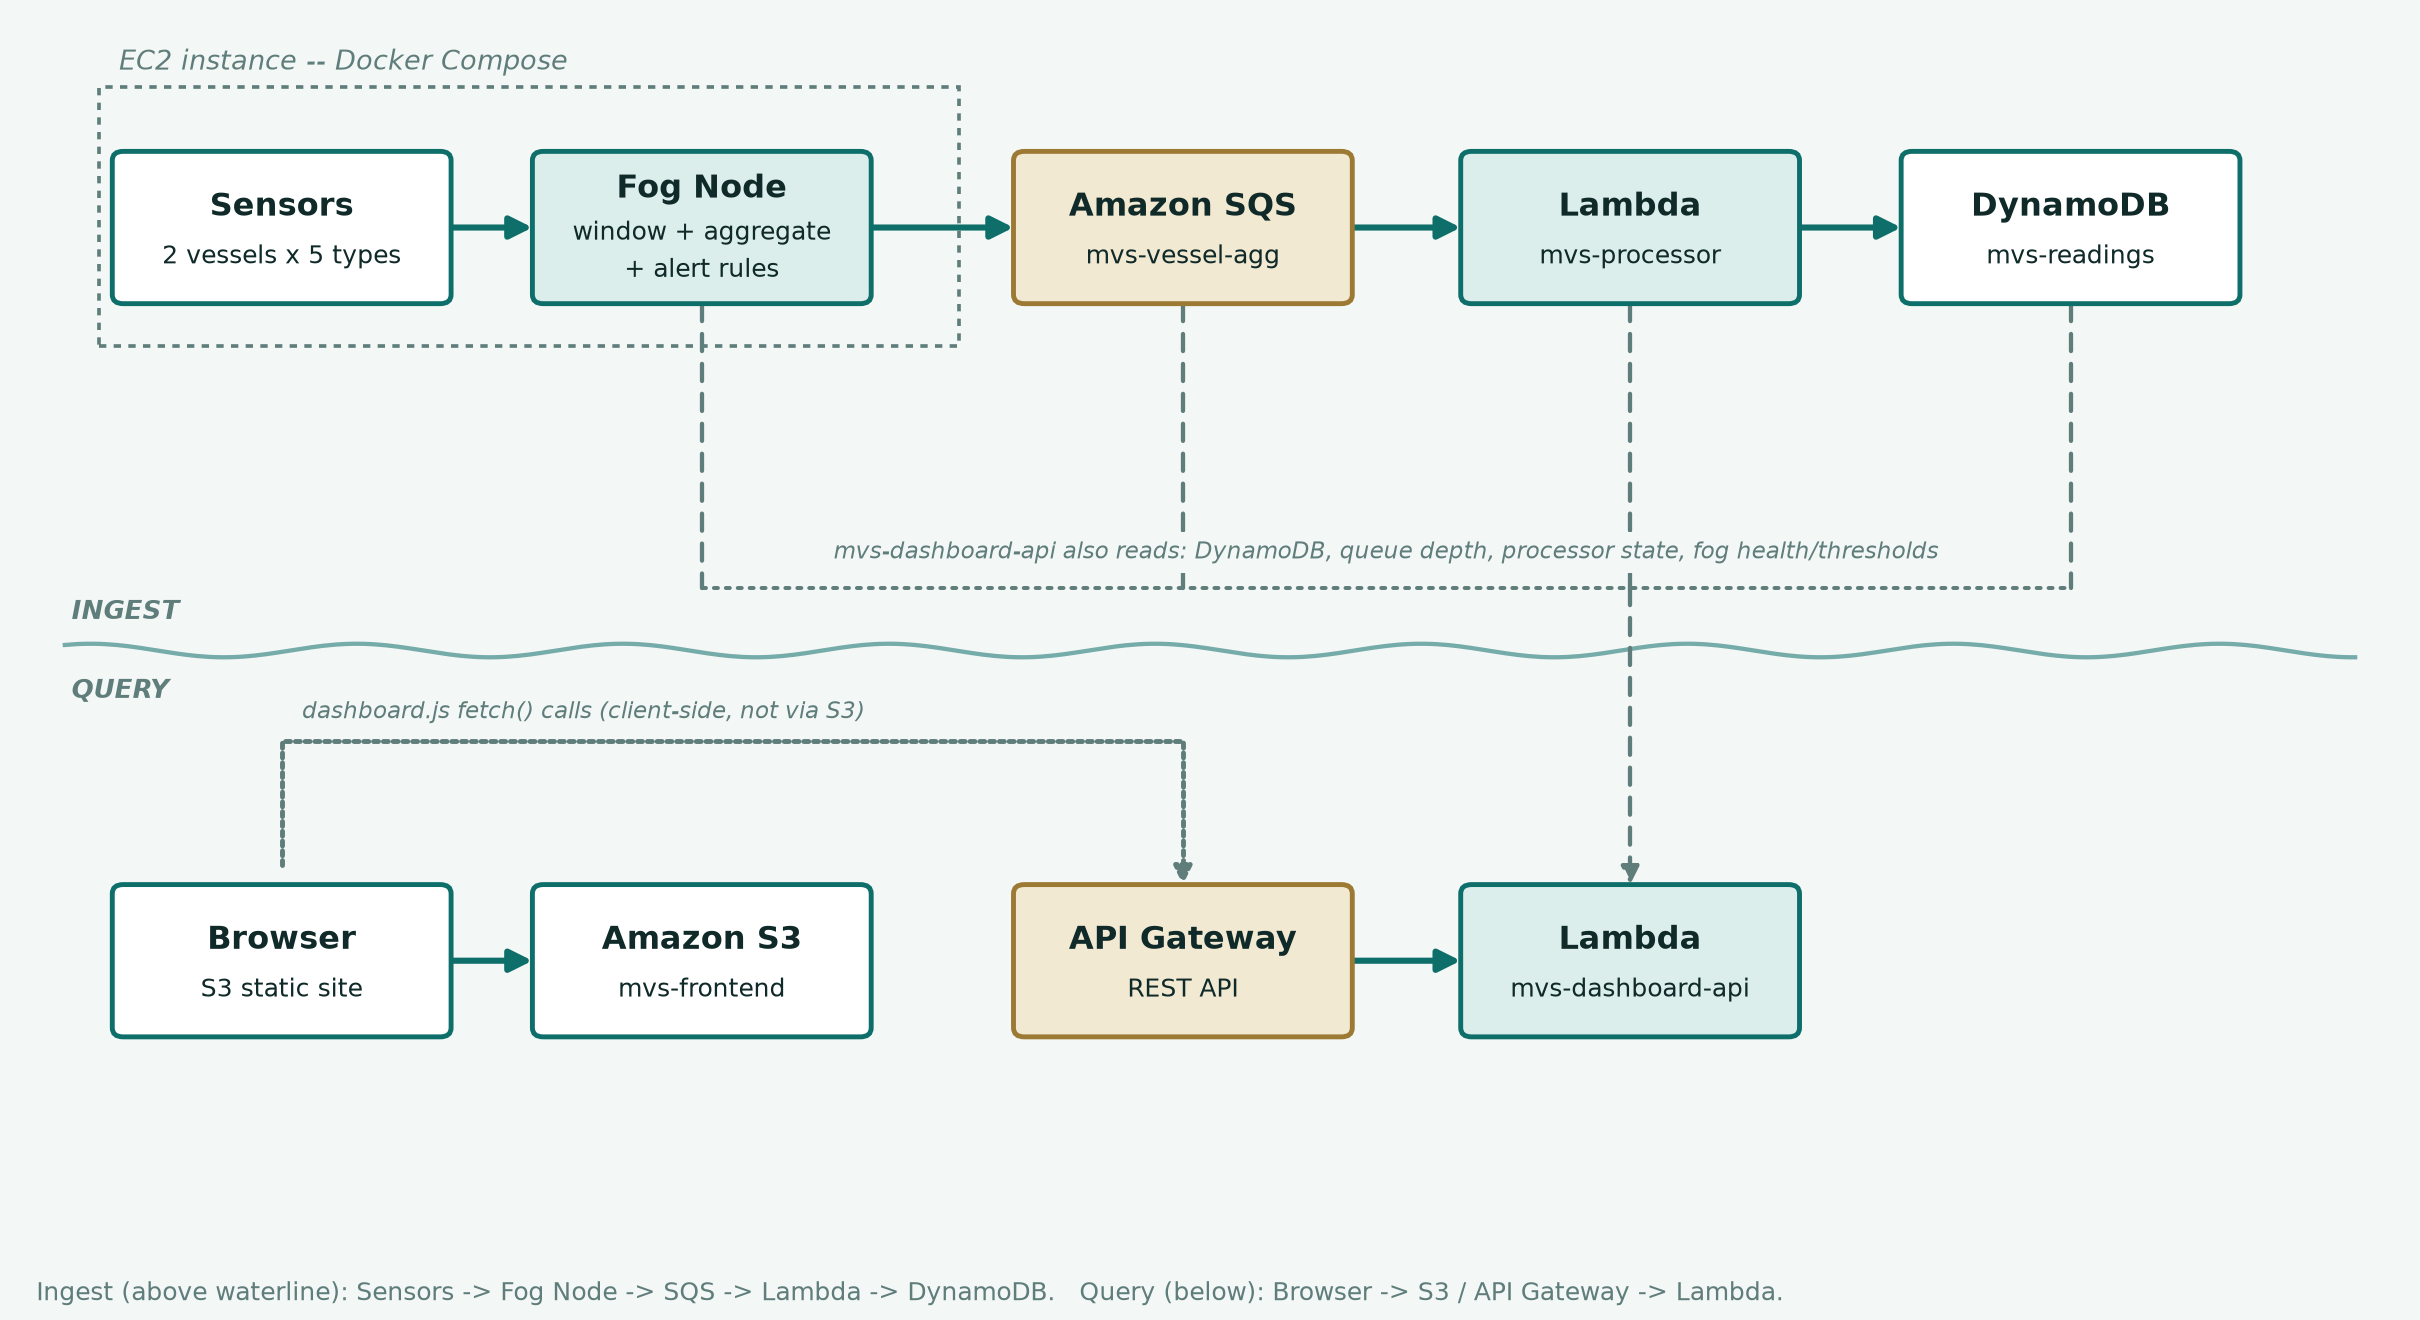 EC2 instance -- Docker Compose
Sensors
2 vessels x 5 types
Fog Node
window + aggregate
+ alert rules
Amazon SQS
mvs-vessel-agg
Lambda
mvs-processor
DynamoDB
mvs-readings
mvs-dashboard-api also reads: DynamoDB, queue depth, processor state, fog health/thresholds
INGEST
QUERY
dashboard.js fetch() calls (client-side, not via S3)
Browser
S3 static site
Amazon S3
mvs-frontend
API Gateway
REST API
Lambda
mvs-dashboard-api
Ingest (above waterline): Sensors -> Fog Node -> SQS -> Lambda -> DynamoDB.   Query (below): Browser -> S3 / API Gateway -> Lambda.